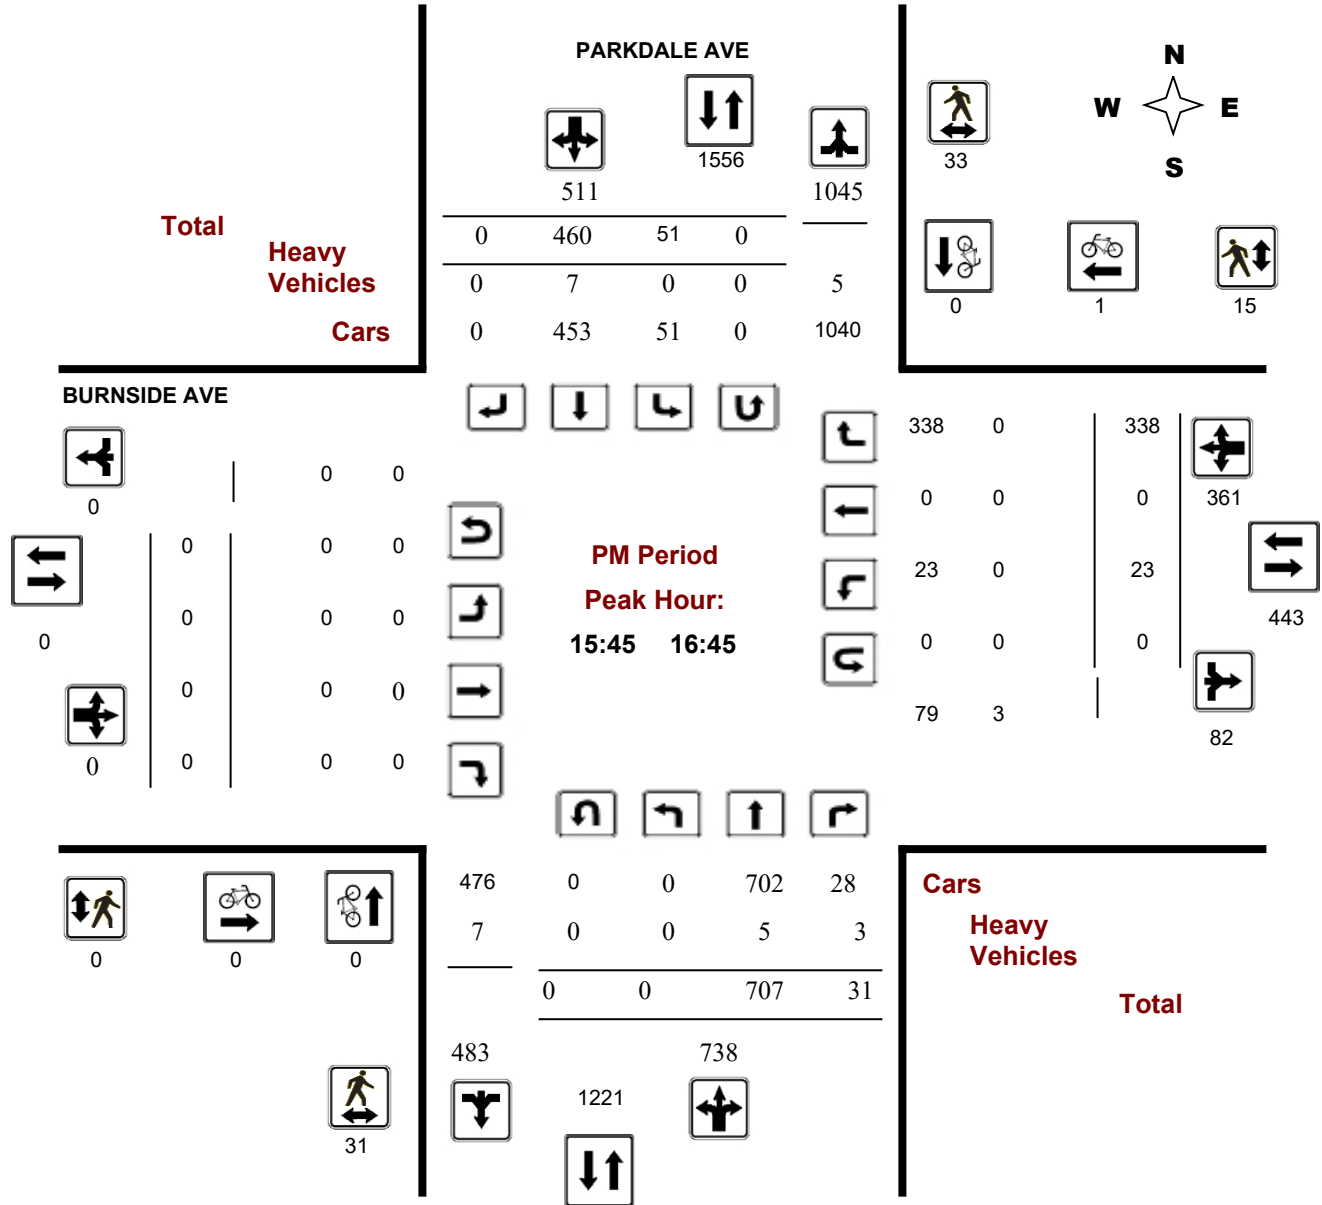 PARKDALE AVE
N
W E
S
1556
33
511 1045
Total
0 460 51 0
Heavy
Vehicles
0 7 0 0 5
0 1 15
Cars
0 453 51 0 1040
BURNSIDE AVE
338 0 338
0 0
0
361
0 0 0
0 0 0
PM Period
23 0 23
Peak Hour:
0 0 0
443
0
15:45 16:45
0 0 0
0 0 0
79 3
82
0
0 0 0
476 0 0 702 28
Cars
7 0 0 5 3
Heavy
Vehicles
0 0 0
0 0 707 31
Total
483 738
1221
31